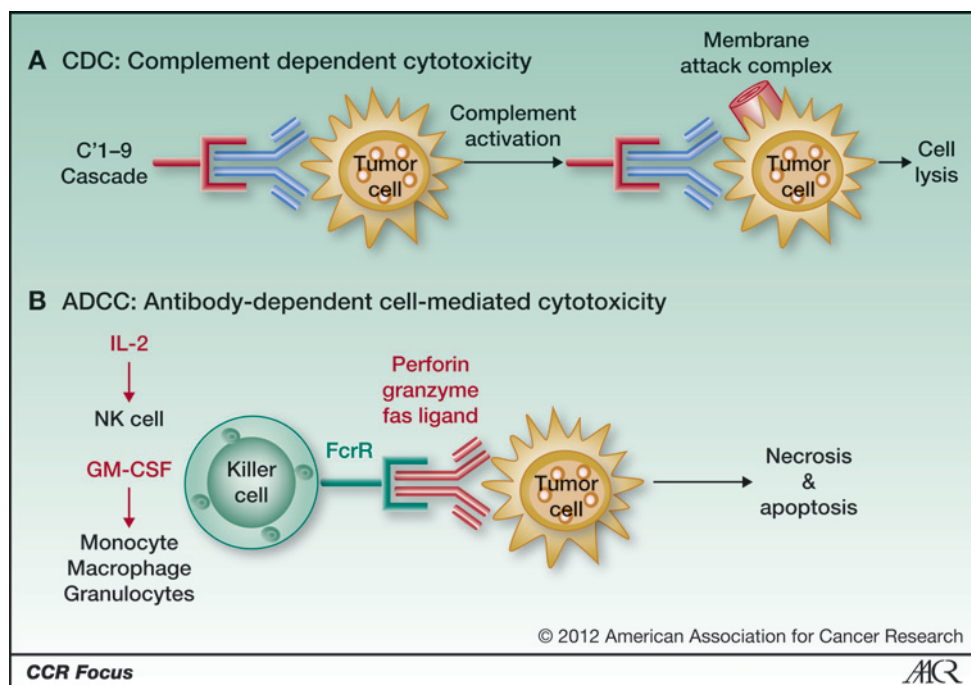 A CDC: Complement dependent cytotoxicity
C'1–9
Cascade
Tumor
cell
Complement
activation
Membrane
attack complex
Tumor
cell
Cell
lysis
B ADCC: Antibody-dependent cell-mediated cytotoxicity
IL-2
NK cell
GM-CSF
Monocyte
Macrophage
Granulocytes
Killer
cell
FcrR
Perforin
granzyme
fas ligand
Tumor
cell
Necrosis
&
apoptosis
© 2012 American Association for Cancer Research
CCR Focus
AACR